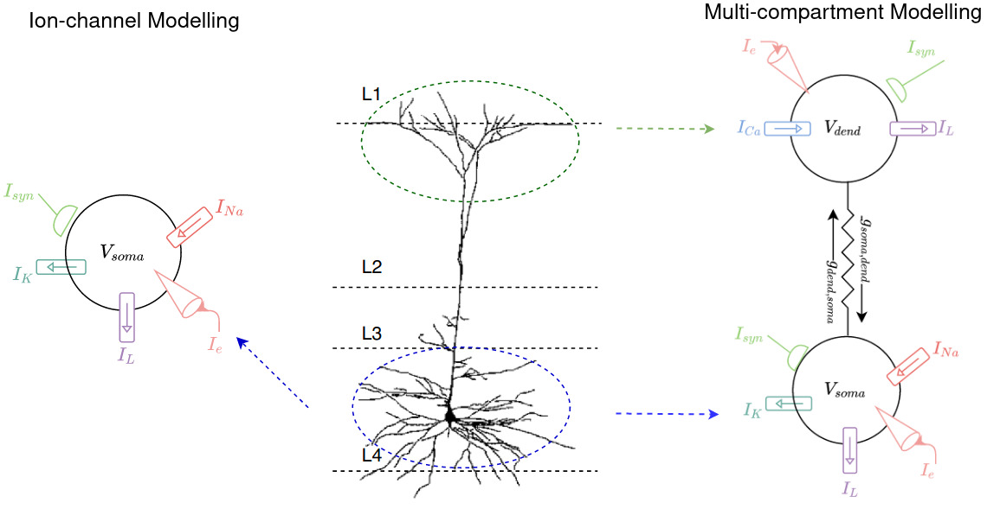 Ion-channel Modelling
Multi-compartment Modelling
L1
L2
L3
L4
I_syn
I_Na
V_soma
I_K
I_L
I_e
I_e
I_syn
I_Ca
V_dend
I_L
g_soma,dend
g_dend,soma
I_syn
I_Na
V_soma
I_K
I_e
I_L